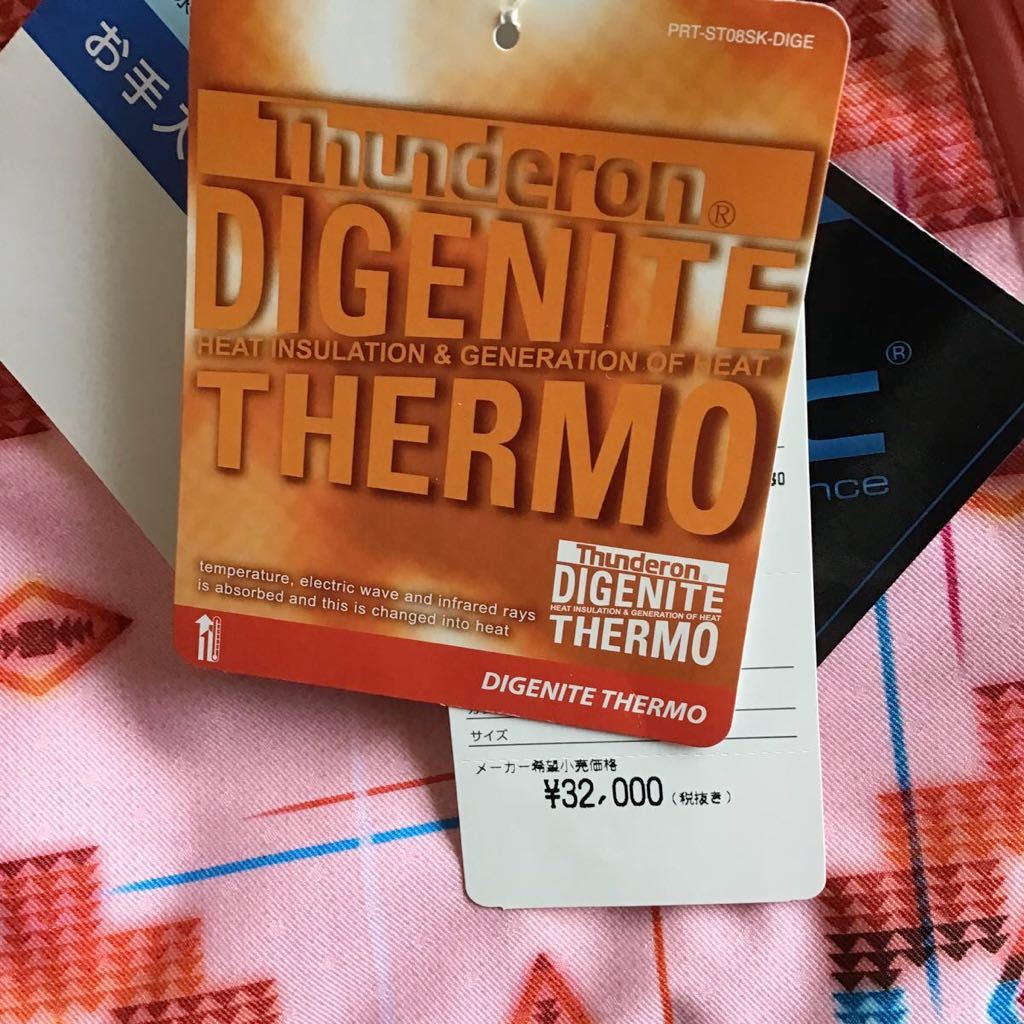 お手入
PRT-ST08SK-DIGE
Thunderon®
DIGENITE
HEAT INSULATION & GENERATION OF HEAT
THERMO
temperature, electric wave and infrared rays
is absorbed and this is changed into heat
Thunderon
DIGENITE
HEAT INSULATION & GENERATION OF HEAT
THERMO
DIGENITE THERMO
®
nce
サイズ
メーカー希望小売価格
¥32,000(税抜き)